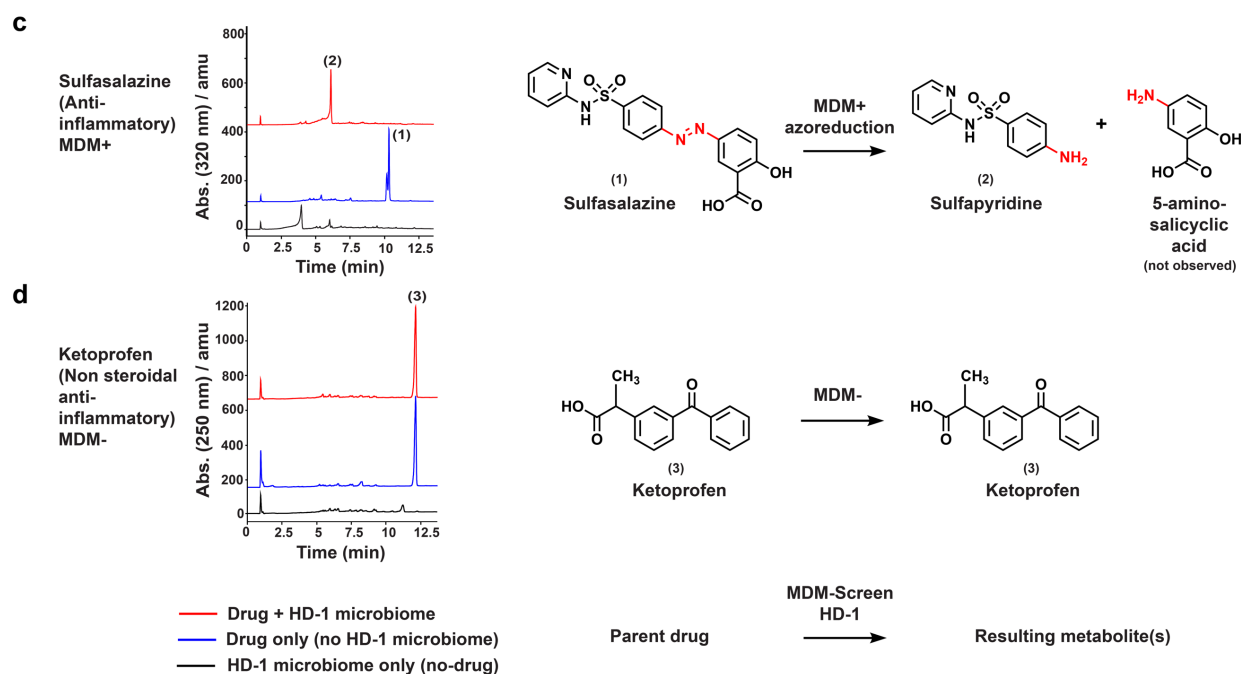 c
Sulfasalazine
(Anti-
inflammatory)
MDM+
Abs. (320 nm) / amu
800
600
400
200
0
(2)
(1)
0
2.5
5
7.5
10
12.5
Time (min)
N
O
O
S
NH
N
N
OH
HO
O
(1)
Sulfasalazine
MDM+
azoreduction
N
O
O
S
N
H
NH2
(2)
Sulfapyridine
+
H2N
OH
HO
O
5-amino-
salicyclic
acid
(not observed)
d
Ketoprofen
(Non steroidal
anti-
inflammatory)
MDM-
Abs. (250 nm) / amu
1200
1000
800
600
400
200
0
(3)
0
2.5
5
7.5
10
12.5
Time (min)
CH3
O
HO
O
(3)
Ketoprofen
MDM-
CH3
O
HO
O
(3)
Ketoprofen
Drug + HD-1 microbiome
Drug only (no HD-1 microbiome)
HD-1 microbiome only (no-drug)
Parent drug
MDM-Screen
HD-1
Resulting metabolite(s)